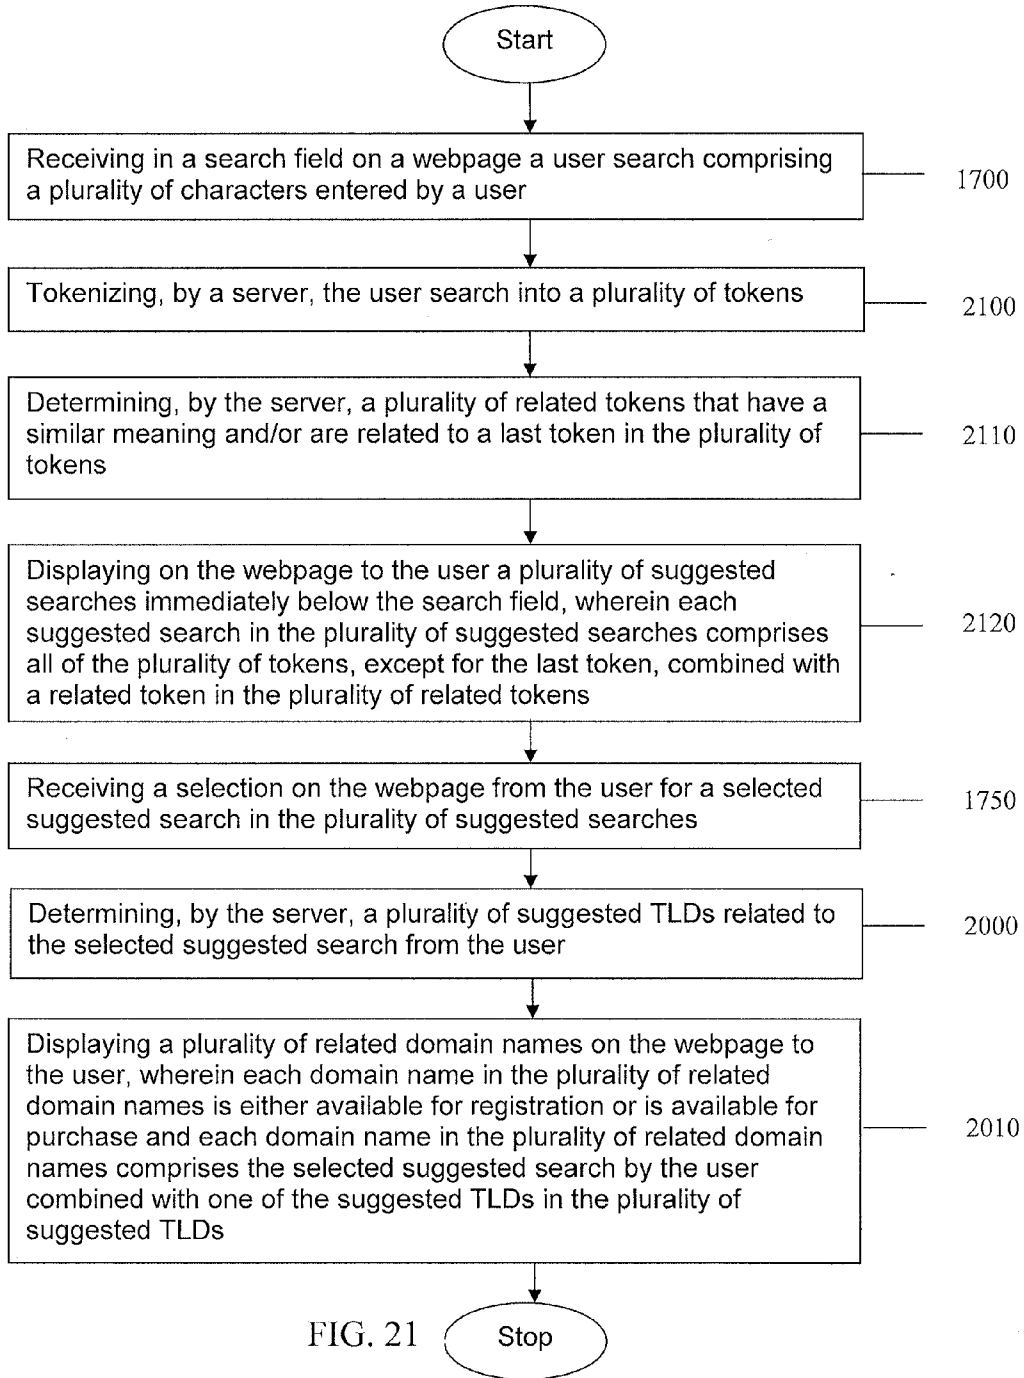 Start
Receiving in a search field on a webpage a user search comprising
a plurality of characters entered by a user
1700
Tokenizing, by a server, the user search into a plurality of tokens
2100
Determining, by the server, a plurality of related tokens that have a
similar meaning and/or are related to a last token in the plurality of
tokens
2110
Displaying on the webpage to the user a plurality of suggested
searches immediately below the search field, wherein each
suggested search in the plurality of suggested searches comprises
all of the plurality of tokens, except for the last token, combined with
a related token in the plurality of related tokens
2120
Receiving a selection on the webpage from the user for a selected
suggested search in the plurality of suggested searches
1750
Determining, by the server, a plurality of suggested TLDs related to
the selected suggested search from the user
2000
Displaying a plurality of related domain names on the webpage to
the user, wherein each domain name in the plurality of related
domain names is either available for registration or is available for
purchase and each domain name in the plurality of related domain
names comprises the selected suggested search by the user
combined with one of the suggested TLDs in the plurality of
suggested TLDs
2010
FIG. 21
Stop